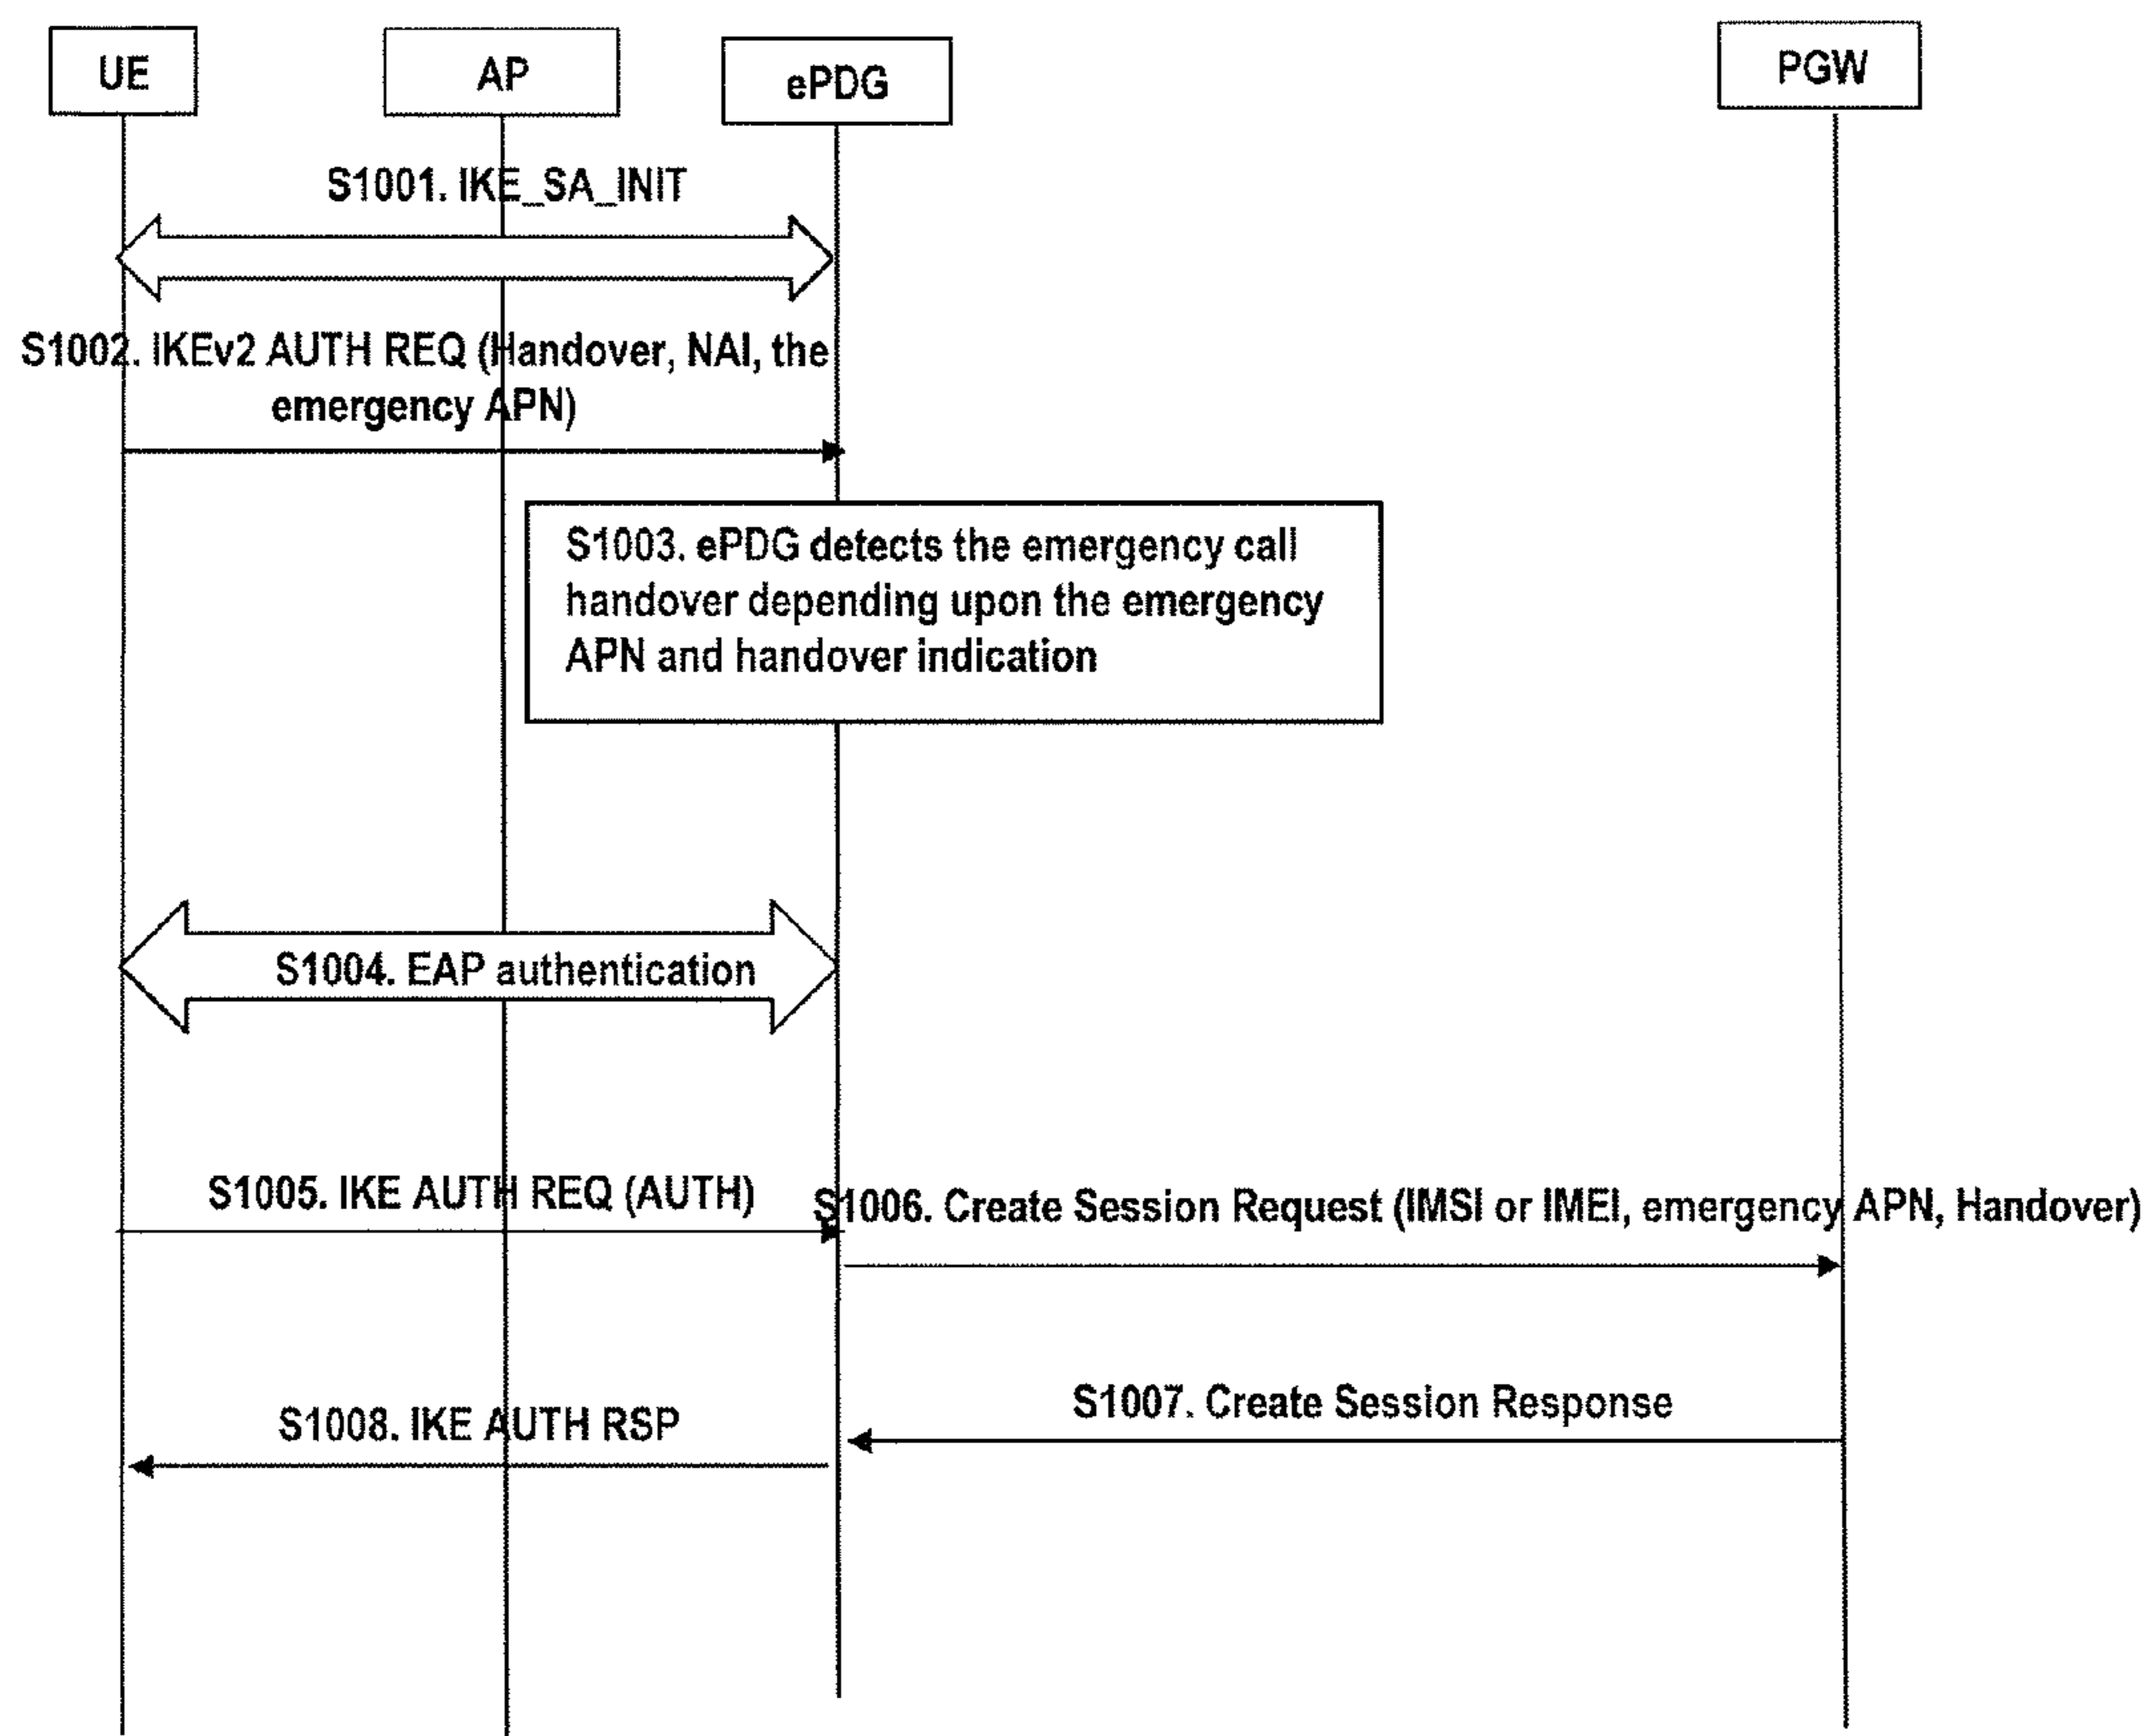 UE
AP
ePDG
PGW
S1001. IKE_SA_INIT
S1002. IKEv2 AUTH REQ (Handover, NAI, the
emergency APN)
S1003. ePDG detects the emergency call
handover depending upon the emergency
APN and handover indication
S1004. EAP authentication
S1005. IKE AUTH REQ (AUTH)
S1006. Create Session Request (IMSI or IMEI, emergency APN, Handover)
S1007. Create Session Response
S1008. IKE AUTH RSP